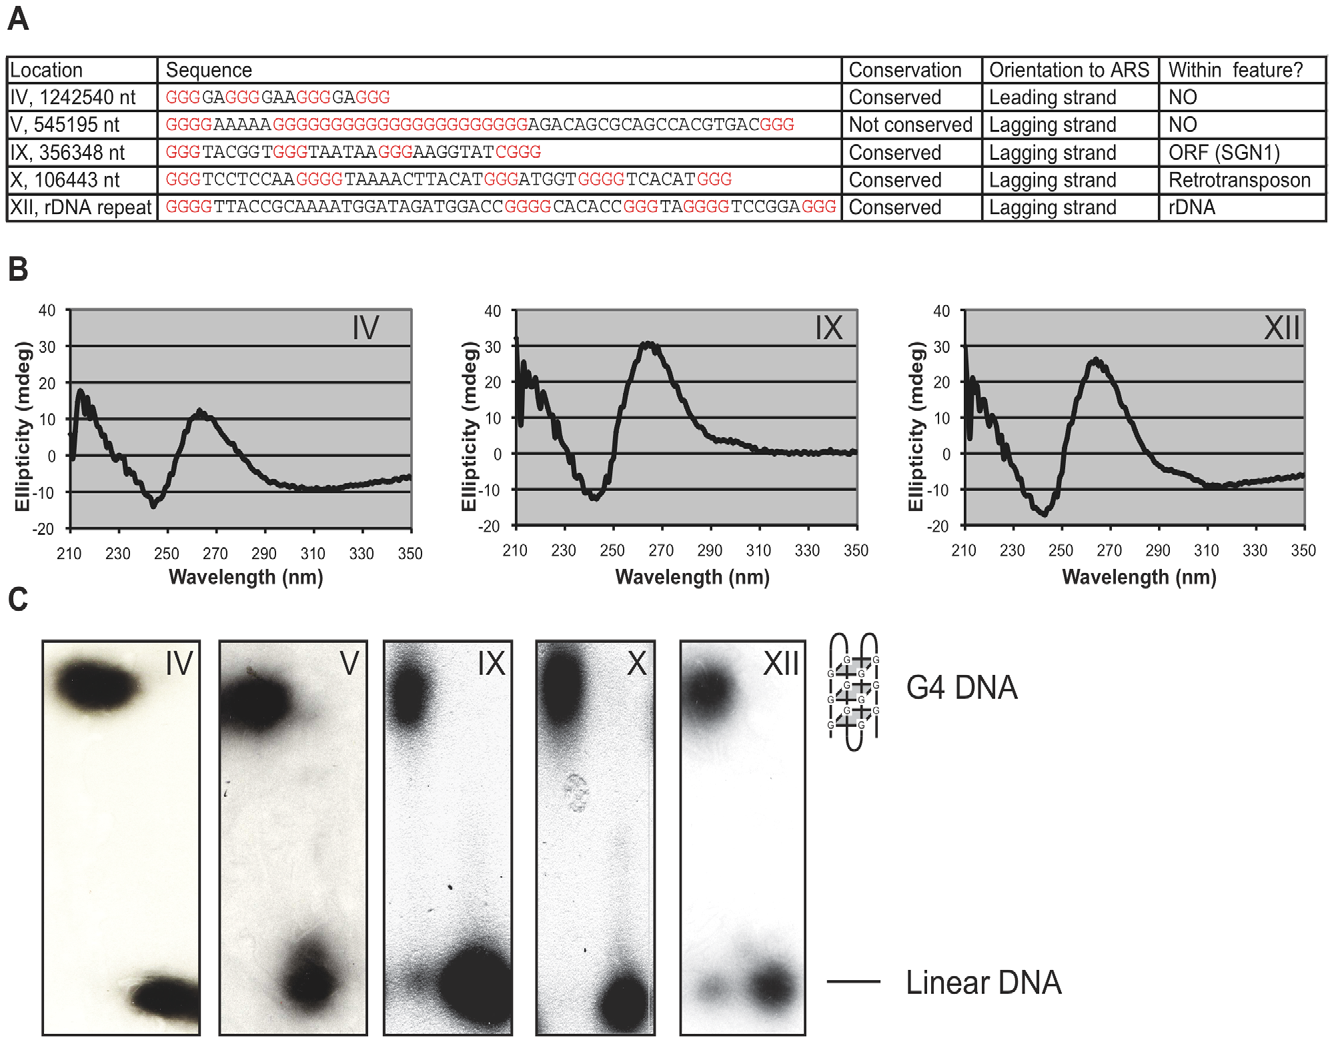 A
Location Sequence Conservation Orientation to ARS Within feature?
IV, 1242540 nt GGGGAGGGGAAGGGGAGGG Conserved Leading strand NO
V, 545195 nt GGGGAAAAAGGGGGGGGGGGGGGGGGGGGGGAGACAGCGCAGCCACGTGACGGG Not conserved Lagging strand NO
IX, 356348 nt GGGTACGGTGGGTAATAAGGGAAGGTATCGGG Conserved Lagging strand ORF (SGN1)
X, 106443 nt GGGTCCTCCAAGGGGTAAAACTTACATGGGATGGTGGGGTCACATGGG Conserved Lagging strand Retrotransposon
XII, rDNA repeat GGGGTTACCGCAAAATGGATAGATGGACCGGGGCACACCGGGTAGGGGTCCGGAGGG Conserved Lagging strand rDNA
B
Ellipticity (mdeg)
40
30
20
10
0
-10
-20
IV
210 230 250 270 290 310 330 350
Wavelength (nm)
Ellipticity (mdeg)
40
30
20
10
0
-10
-20
IX
210 230 250 270 290 310 330 350
Wavelength (nm)
Ellipticity (mdeg)
40
30
20
10
0
-10
-20
XII
210 230 250 270 290 310 330 350
Wavelength (nm)
C
IV V IX X XII
G G
G G
G G
G G
G G
G G
G4 DNA
Linear DNA